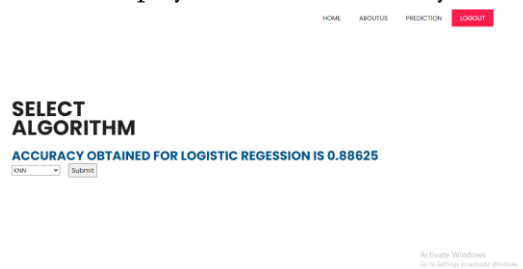 HOME ABOUTUS PREDICTION LOGOUT
SELECT
ALGORITHM
ACCURACY OBTAINED FOR LOGISTIC REGESSION IS 0.88625
KNN Submit
Activate Windows
Go to Settings to activate Windows.